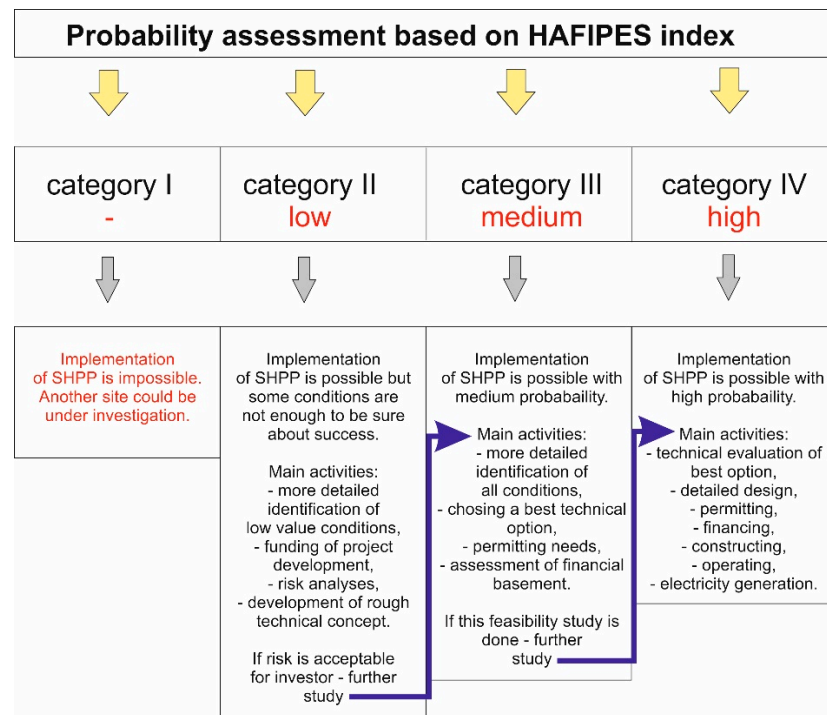 Probability assessment based on HAFIPES index
category I
-
category II
low
category III
medium
category IV
high
Implementation
of SHPP is impossible.
Another site could be
under investigation.
Implementation
of SHPP is possible but
some conditions are
not enough to be sure
about success.
Main activities:
- more detailed
identification of
low value conditions,
- funding of project
development,
- risk analyses,
- development of rough
technical concept.
If risk is acceptable
for investor - further
study
Implementation
of SHPP is possible with
medium probabaility.
Main activities:
- more detailed
identification of
all conditions,
- chosing a best technical
option,
- permitting needs,
- assessment of financial
basement.
If this feasibility study is
done - further
study
Implementation
of SHPP is possible with
high probabaility.
Main activities:
- technical evaluation of
best option,
- detailed design,
- permitting,
- financing,
- constructing,
- operating,
- electricity generation.